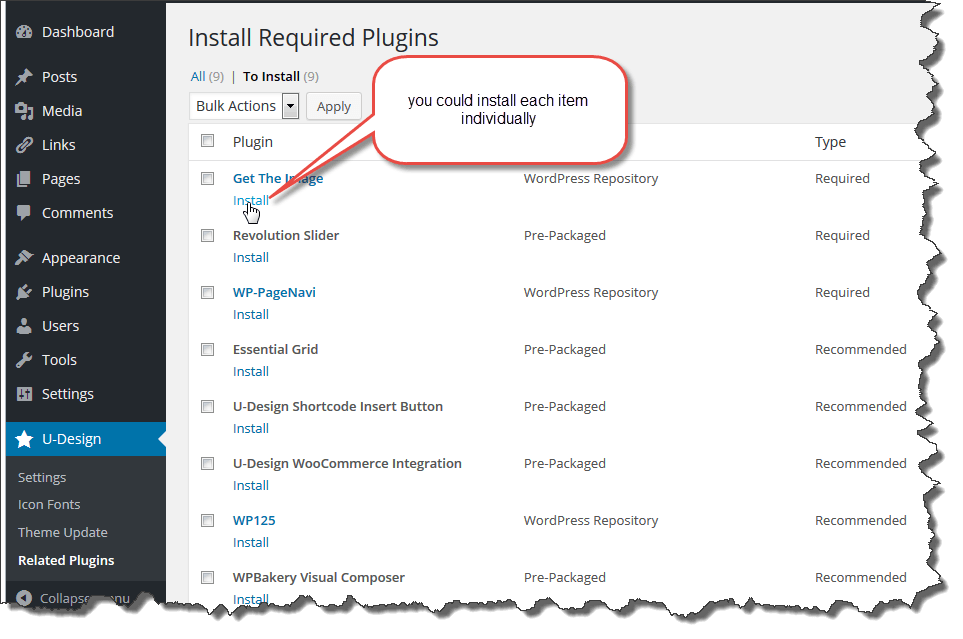 Dashboard
Posts
Media
Links
Pages
Comments
Appearance
Plugins
Users
Tools
Settings
U-Design
Settings
Icon Fonts
Theme Update
Related Plugins
Collapse menu
Install Required Plugins
All (9) | To Install (9)
Bulk Actions Apply
you could install each item
individually
Plugin Type
Get The Image WordPress Repository Required
Install
Revolution Slider Pre-Packaged Required
Install
WP-PageNavi WordPress Repository Required
Install
Essential Grid Pre-Packaged Recommended
Install
U-Design Shortcode Insert Button Pre-Packaged Recommended
Install
U-Design WooCommerce Integration Pre-Packaged Recommended
Install
WP125 WordPress Repository Recommended
Install
WPBakery Visual Composer Pre-Packaged Recommended
Install